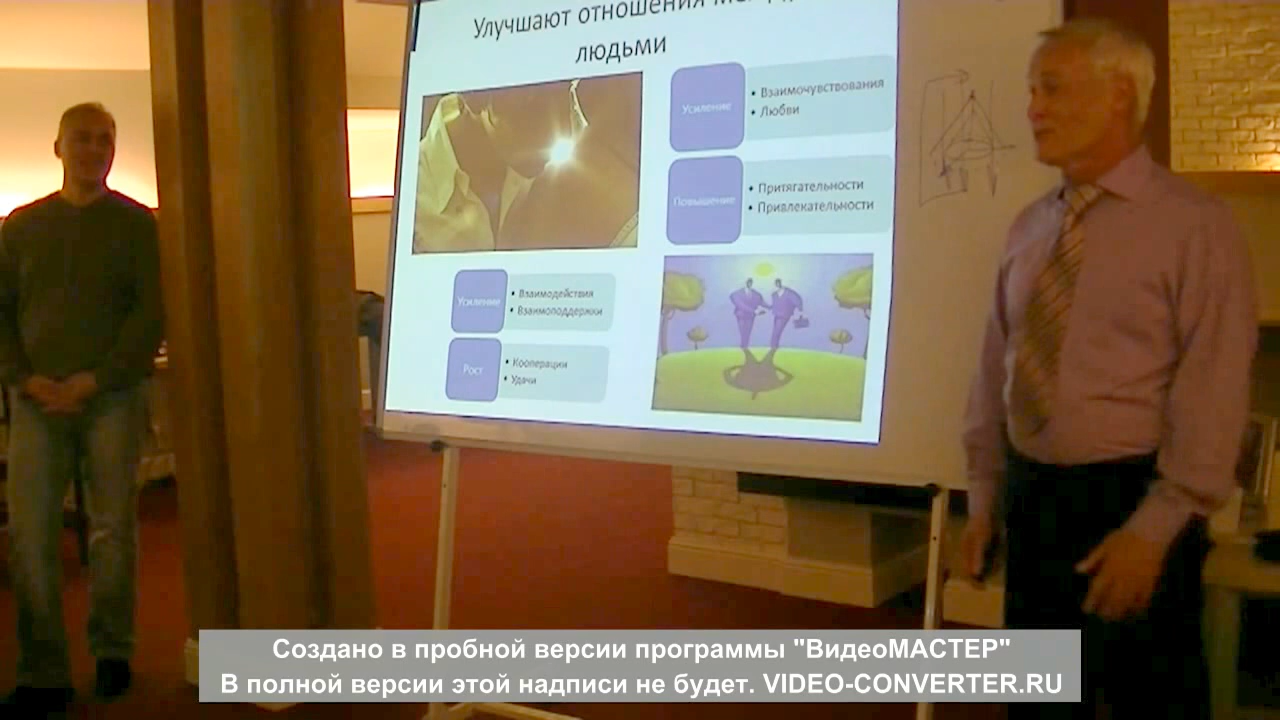 Улучшают отношения
людьми
Усиление
• Взаимочувствования
• Любви
Повышение
• Притягательности
• Привлекательности
Усиление
• Взаимодействия
• Взаимоподдержки
Рост
• Кооперации
• Удачи
Создано в пробной версии программы "ВидеоМАСТЕР"
В полной версии этой надписи не будет. VIDEO-CONVERTER.RU